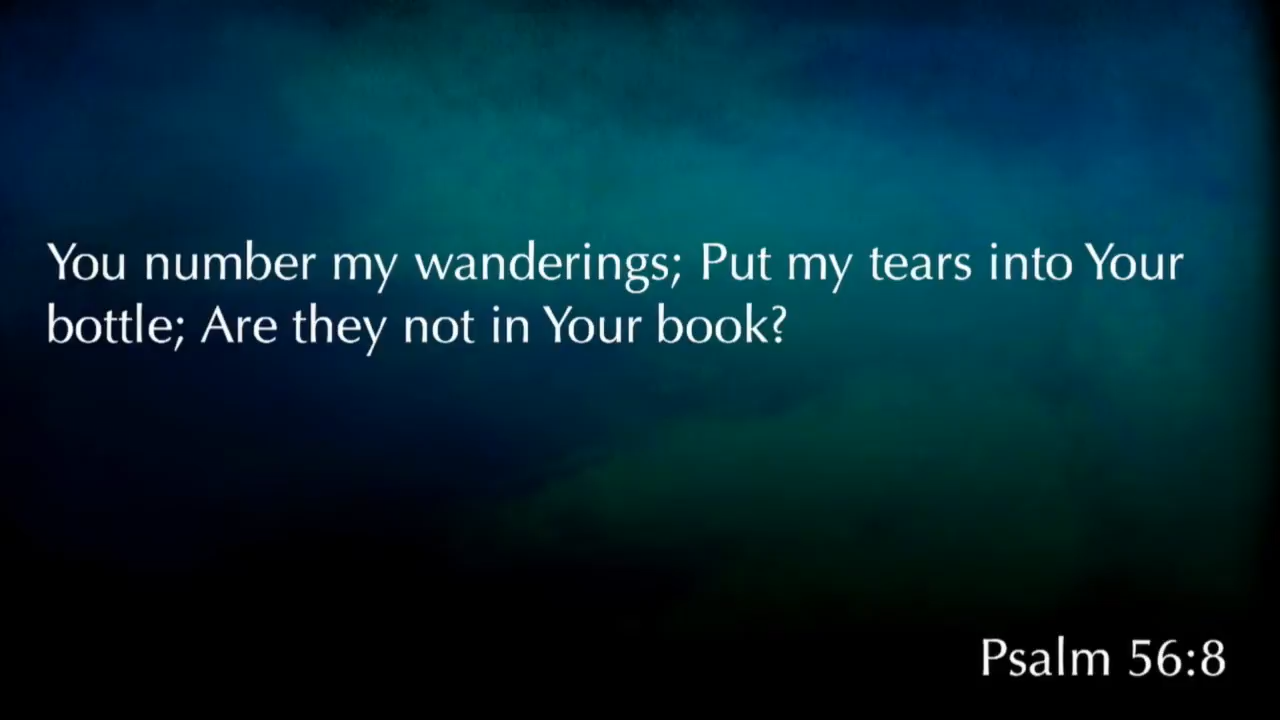 You number my wanderings; Put my tears into Your
bottle; Are they not in Your book?
Psalm 56:8